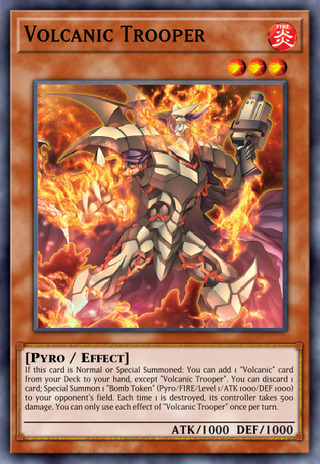 Volcanic Trooper
FIRE
炎
[Pyro / Effect]
If this card is Normal or Special Summoned: You can add 1 "Volcanic" card
from your Deck to your hand, except "Volcanic Trooper". You can discard 1
card; Special Summon 1 "Bomb Token" (Pyro/FIRE/Level 1/ATK 1000/DEF 1000)
to your opponent's field. Each time 1 is destroyed, its controller takes 500
damage. You can only use each effect of "Volcanic Trooper" once per turn.
ATK/1000 DEF/1000